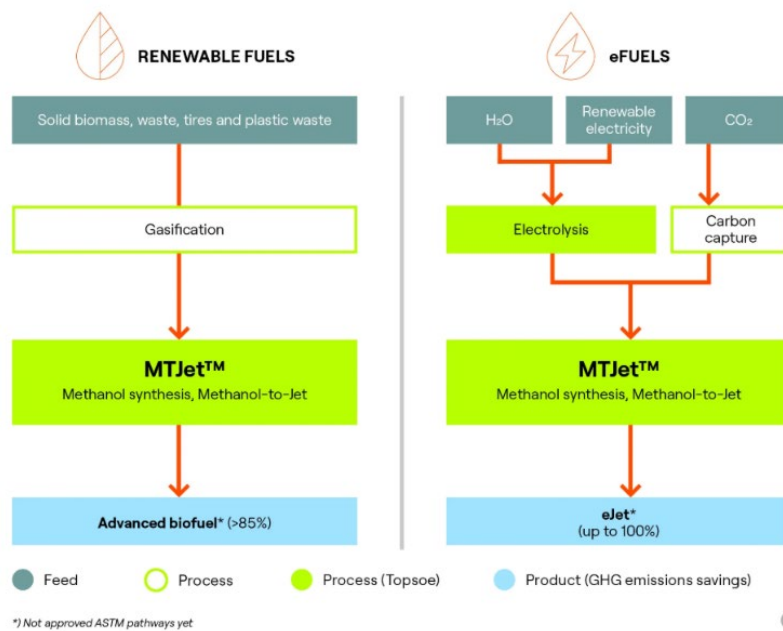 RENEWABLE FUELS
Solid biomass, waste, tires and plastic waste
Gasification
MTJet™
Methanol synthesis, Methanol-to-Jet
Advanced biofuel* (>85%)
eFUELS
H₂O
Renewable
electricity
CO₂
Electrolysis
Carbon
capture
MTJet™
Methanol synthesis, Methanol-to-Jet
eJet*
(up to 100%)
Feed
Process
Process (Topsoe)
Product (GHG emissions savings)
*) Not approved ASTM pathways yet